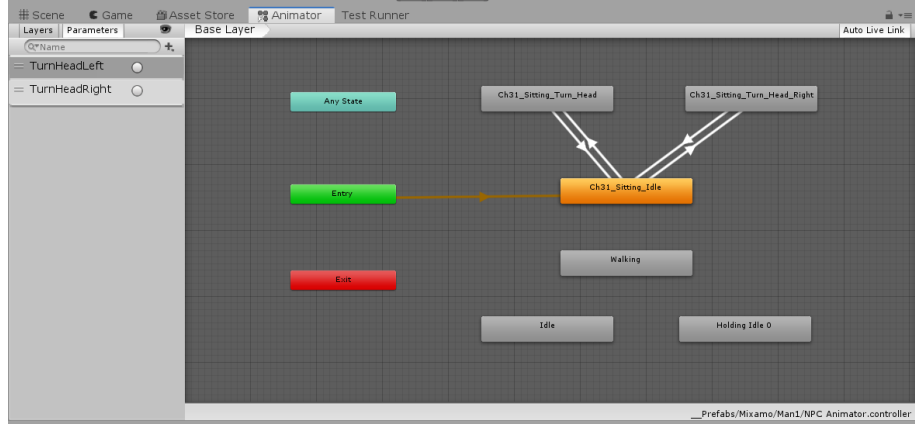 Scene Game Asset Store Animator Test Runner
Layers Parameters Base Layer Auto Live Link
Name
TurnHeadLeft
TurnHeadRight
Any State
Ch31_Sitting_Turn_Head
Ch31_Sitting_Turn_Head_Right
Entry
Ch31_Sitting_Idle
Walking
Exit
Idle
Holding Idle 0
__Prefabs/Mixamo/Man1/NPC Animator.controller